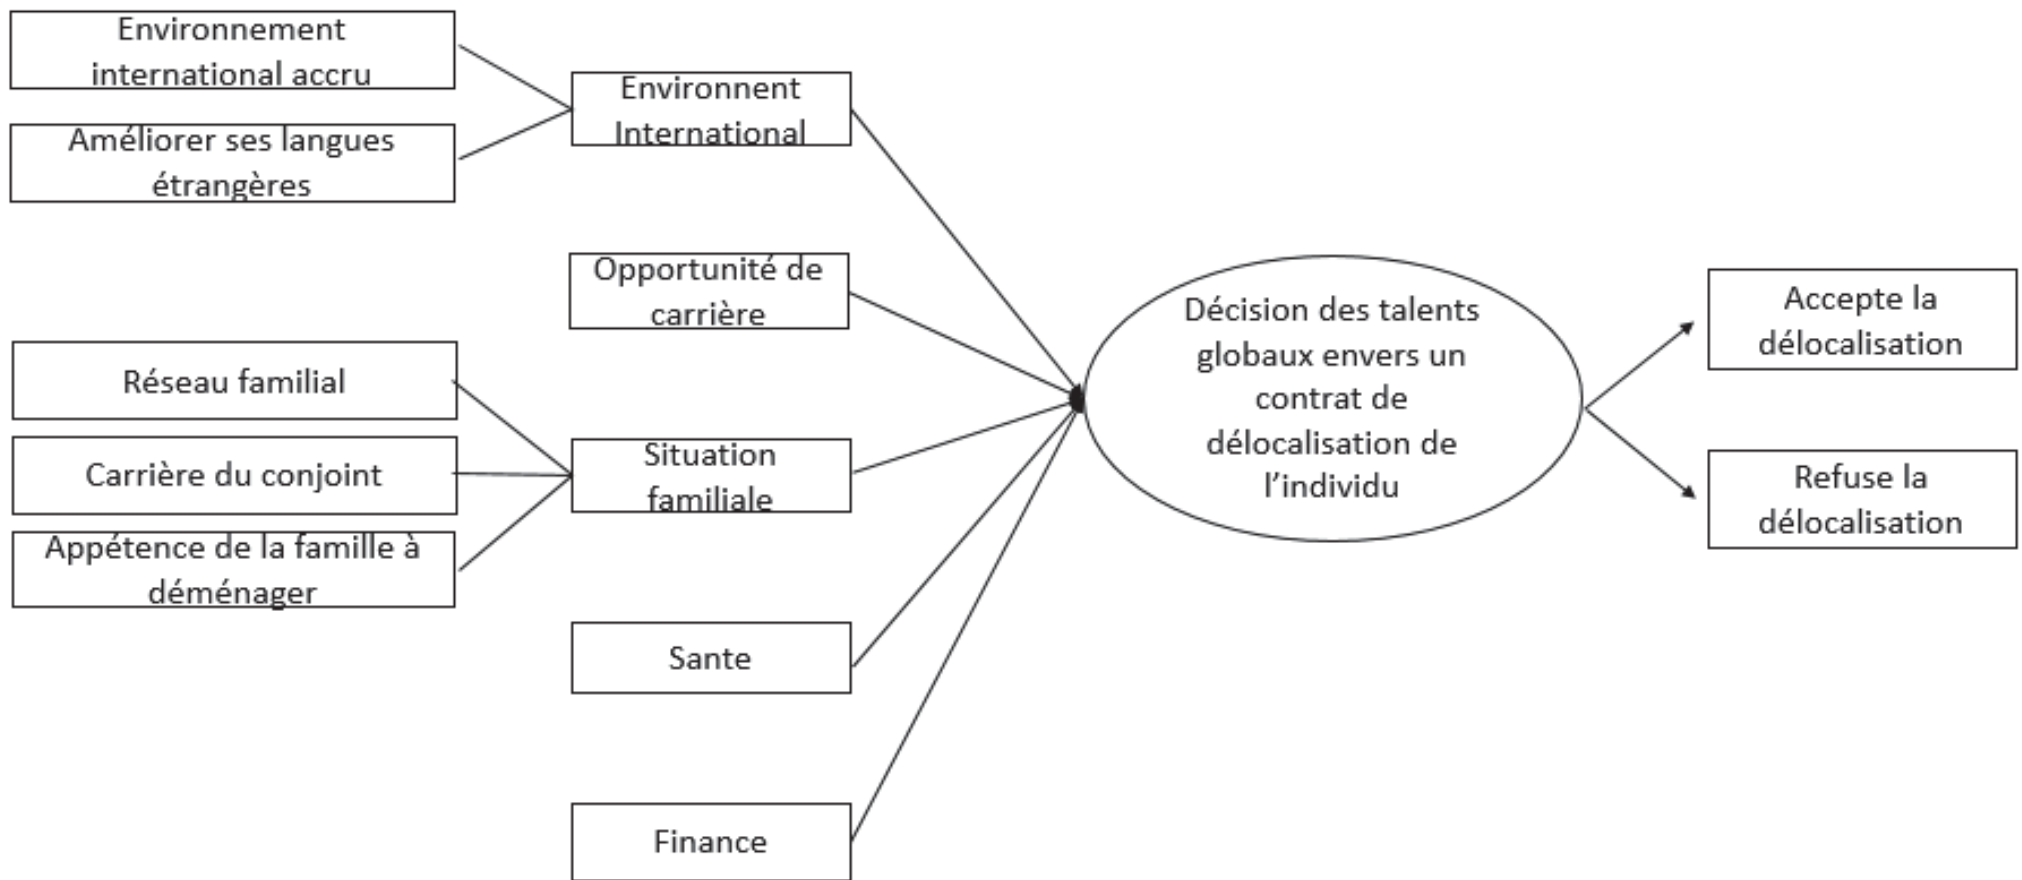 Environnement
international accru
Améliorer ses langues
étrangères
Environnent
International
Opportunité de
carrière
Réseau familial
Carrière du conjoint
Appétence de la famille à
déménager
Situation
familiale
Sante
Finance
Décision des talents
globaux envers un
contrat de
délocalisation de
l’individu
Accepte la
délocalisation
Refuse la
délocalisation